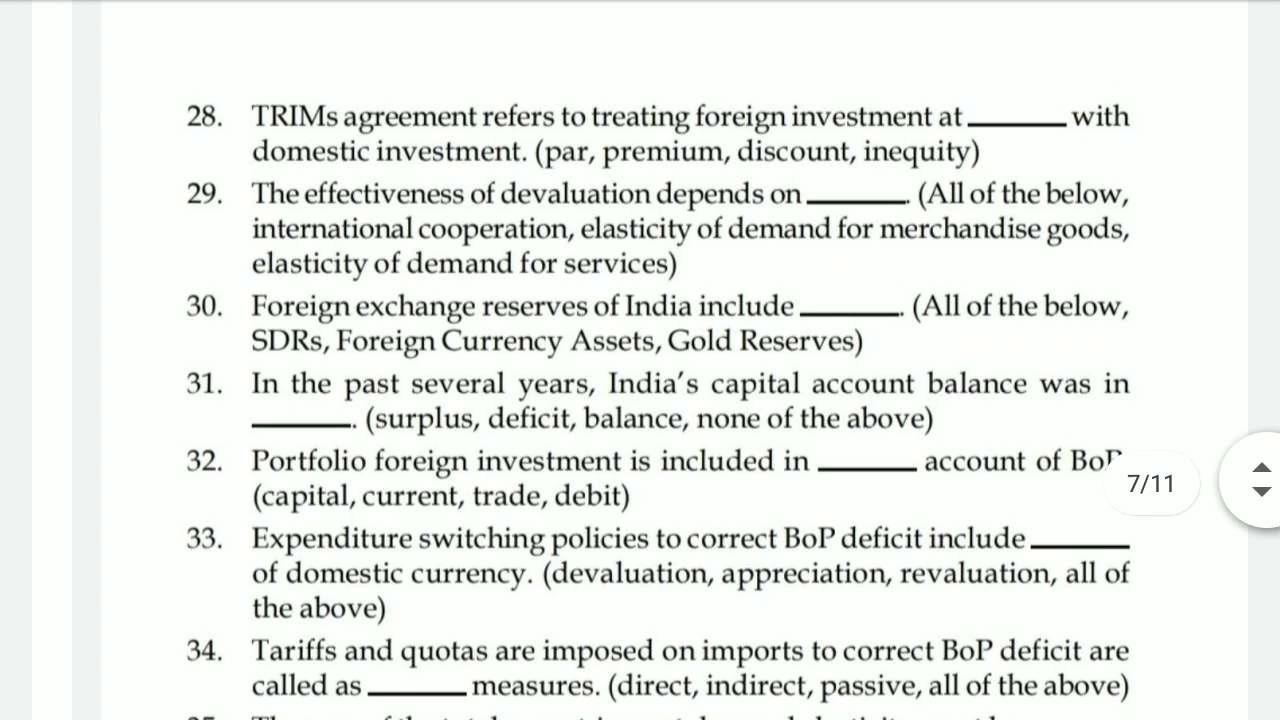 28. TRIMs agreement refers to treating foreign investment at ______ with
domestic investment. (par, premium, discount, inequity)
29. The effectiveness of devaluation depends on ______. (All of the below,
international cooperation, elasticity of demand for merchandise goods,
elasticity of demand for services)
30. Foreign exchange reserves of India include ______. (All of the below,
SDRs, Foreign Currency Assets, Gold Reserves)
31. In the past several years, India's capital account balance was in
______. (surplus, deficit, balance, none of the above)
32. Portfolio foreign investment is included in ______ account of BoP
(capital, current, trade, debit)
7/11
33. Expenditure switching policies to correct BoP deficit include ______
of domestic currency. (devaluation, appreciation, revaluation, all of
the above)
34. Tariffs and quotas are imposed on imports to correct BoP deficit are
called as ______ measures. (direct, indirect, passive, all of the above)